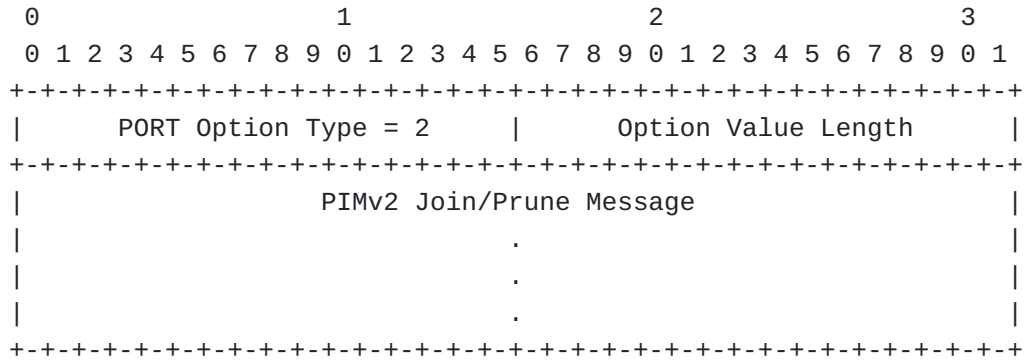 0                   1                   2                   3
 0 1 2 3 4 5 6 7 8 9 0 1 2 3 4 5 6 7 8 9 0 1 2 3 4 5 6 7 8 9 0 1
+-+-+-+-+-+-+-+-+-+-+-+-+-+-+-+-+-+-+-+-+-+-+-+-+-+-+-+-+-+-+-+-+
|      PORT Option Type = 2     |      Option Value Length      |
+-+-+-+-+-+-+-+-+-+-+-+-+-+-+-+-+-+-+-+-+-+-+-+-+-+-+-+-+-+-+-+-+
|                   PIMv2 Join/Prune Message                    |
|                               .                               |
|                               .                               |
|                               .                               |
+-+-+-+-+-+-+-+-+-+-+-+-+-+-+-+-+-+-+-+-+-+-+-+-+-+-+-+-+-+-+-+-+